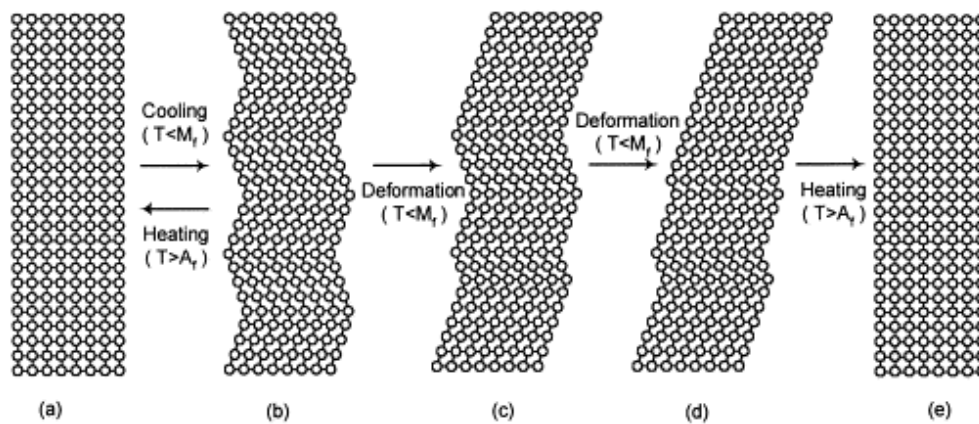 Cooling
( T<Mf )
Heating
( T>Af )
Deformation
( T<Mf )
Deformation
( T<Mf )
Heating
( T>Af )
(a)
(b)
(c)
(d)
(e)